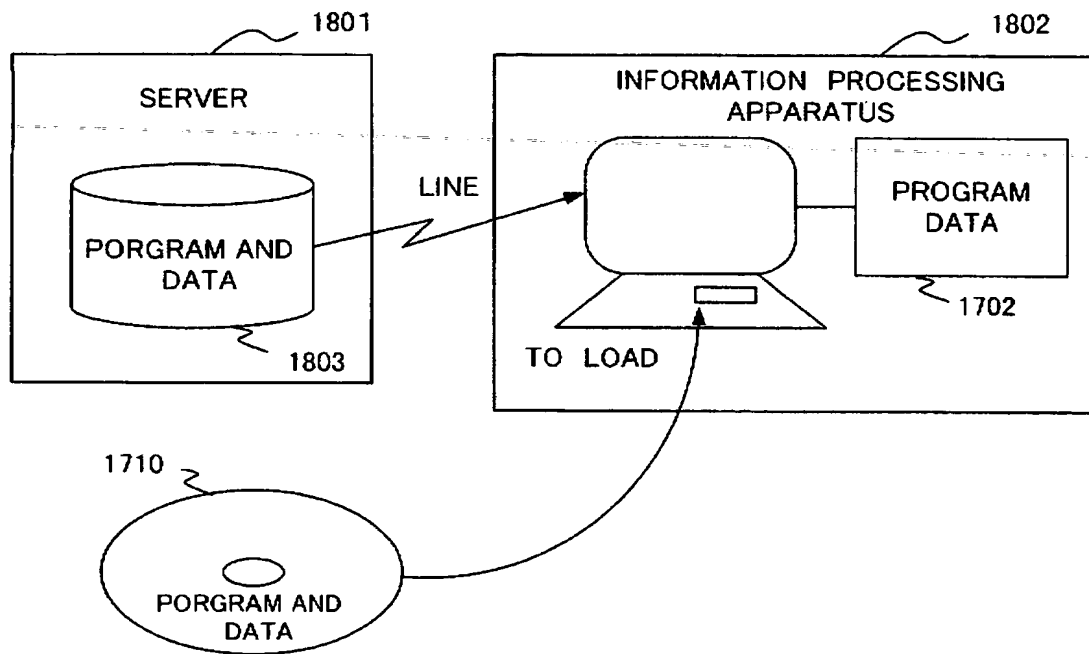 1801
SERVER
PORGRAM AND
DATA
1803
LINE
1802
INFORMATION PROCESSING
APPARATUS
PROGRAM
DATA
1702
TO LOAD
1710
PORGRAM AND
DATA